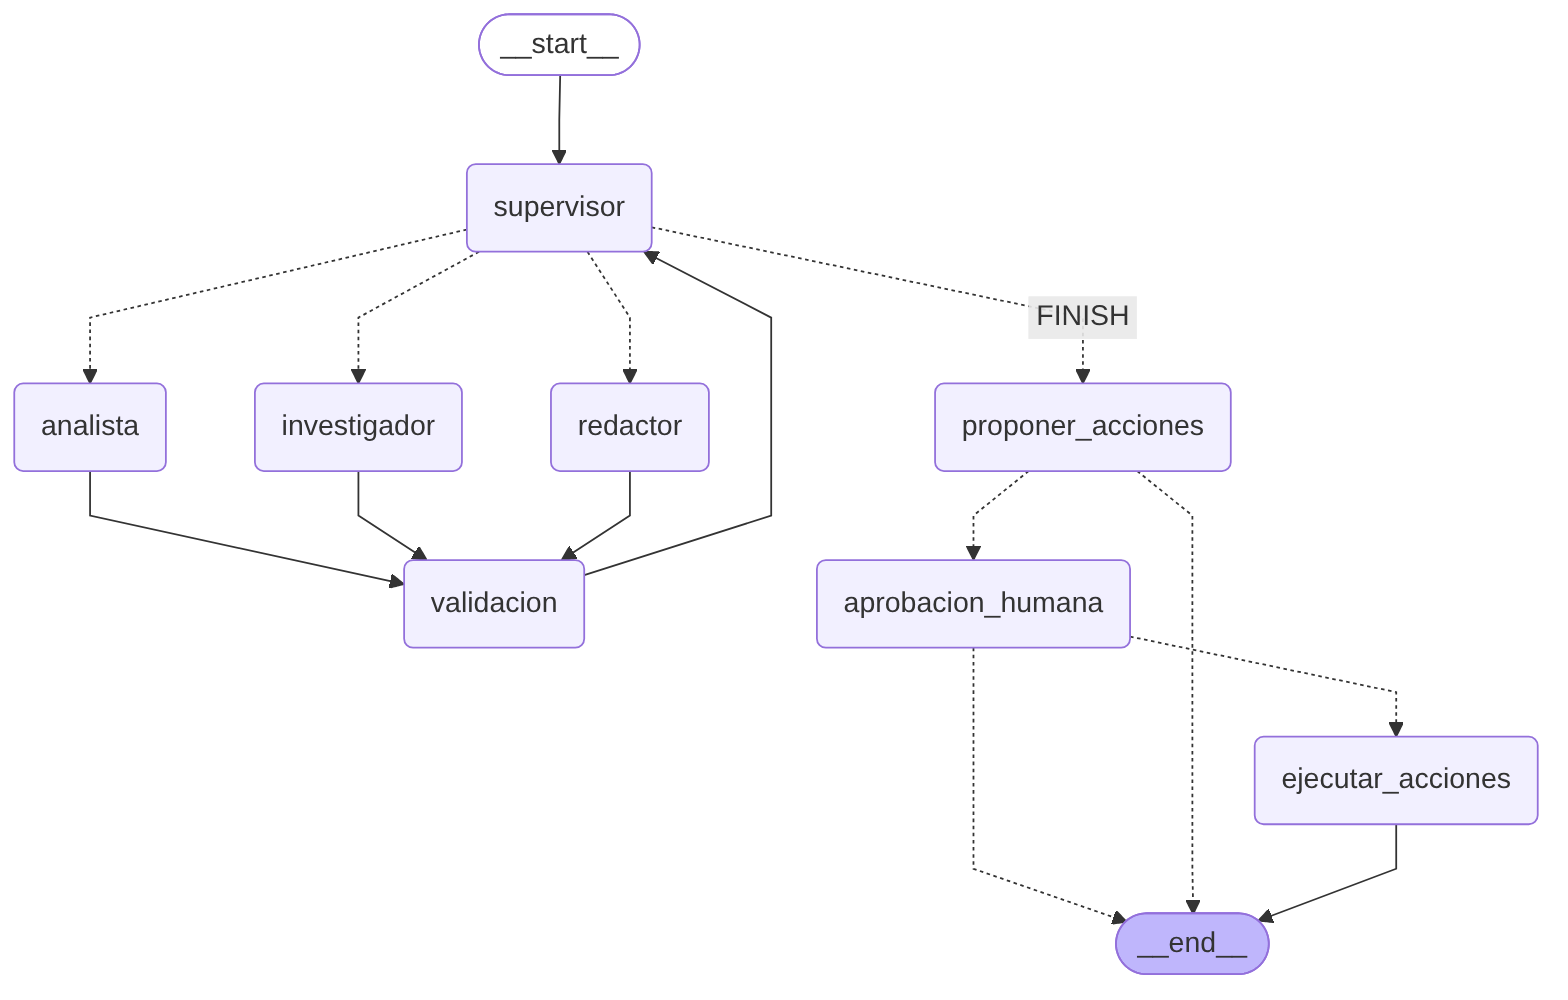 __start__
supervisor
FINISH
analista
investigador
redactor
proponer_acciones
validacion
aprobacion_humana
ejecutar_acciones
__end__